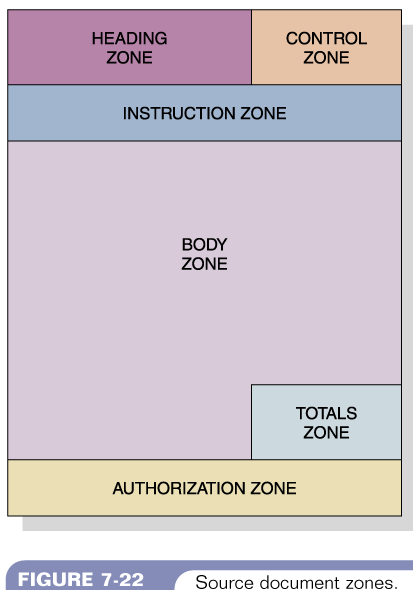 HEADING
ZONE
CONTROL
ZONE
INSTRUCTION ZONE
BODY
ZONE
TOTALS
ZONE
AUTHORIZATION ZONE
FIGURE 7-22 Source document zones.